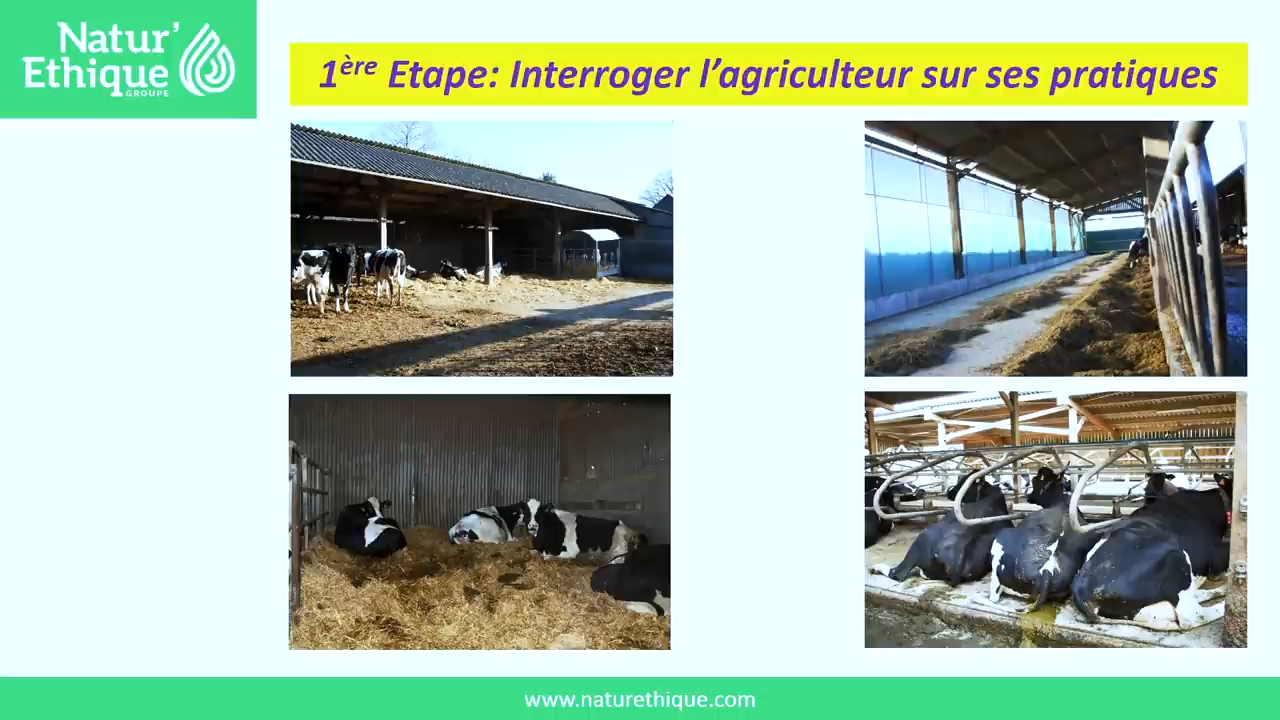 Natur'
Ethique
GROUPE
1ère Etape: Interroger l’agriculteur sur ses pratiques
www.naturethique.com